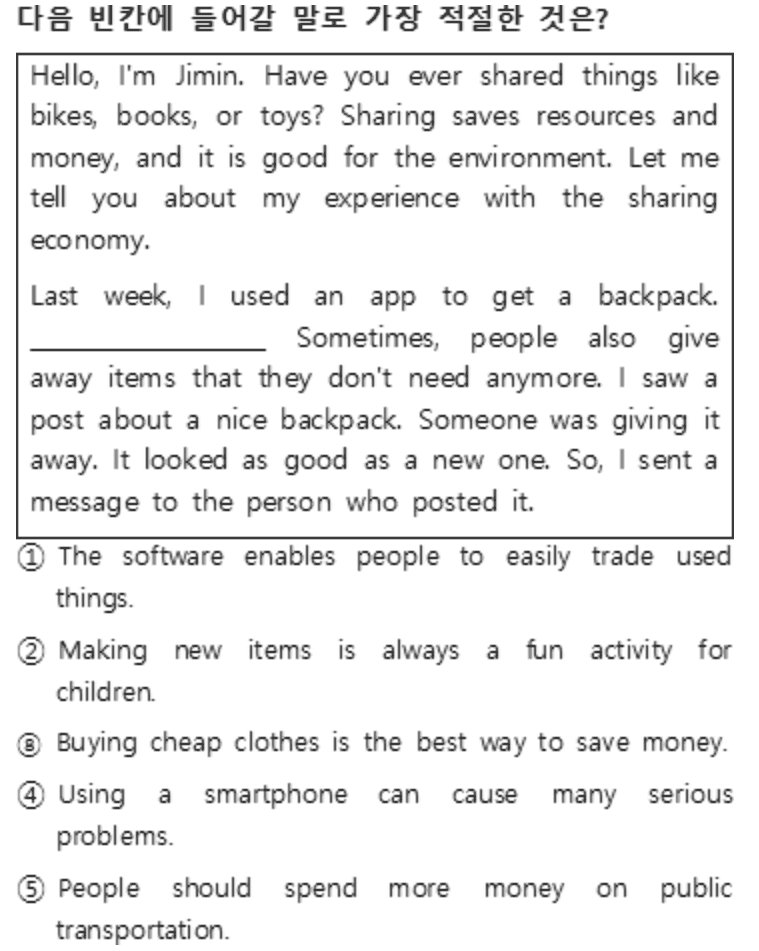 다음 빈칸에 들어갈 말로 가장 적절한 것은?
Hello, I'm Jimin. Have you ever shared things like
bikes, books, or toys? Sharing saves resources and
money, and it is good for the environment. Let me
tell you about my experience with the sharing
economy.
Last week, I used an app to get a backpack.
_________________ Sometimes, people also give
away items that they don't need anymore. I saw a
post about a nice backpack. Someone was giving it
away. It looked as good as a new one. So, I sent a
message to the person who posted it.
① The software enables people to easily trade used
things.
② Making new items is always a fun activity for
children.
⑧ Buying cheap clothes is the best way to save money.
④ Using a smartphone can cause many serious
problems.
⑤ People should spend more money on public
transportation.